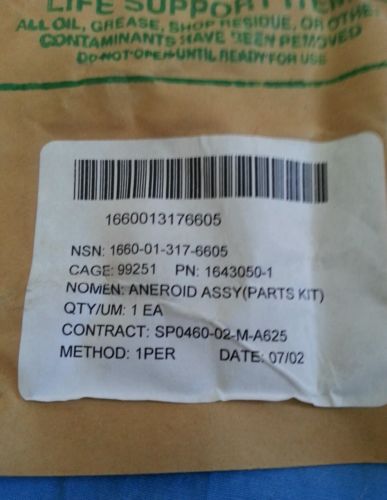 LIFE SUPPORT ITEM
ALL OIL, GREASE, SHOP RESIDUE, OR OTHER
CONTAMINANTS HAVE BEEN REMOVED
DO NOT OPEN UNTIL READY FOR USE
1660013176605
NSN: 1660-01-317-6605
CAGE: 99251 PN: 1643050-1
NOMEN: ANEROID ASSY(PARTS KIT)
QTY/UM: 1 EA
CONTRACT: SP0460-02-M-A625
METHOD: 1PER DATE: 07/02